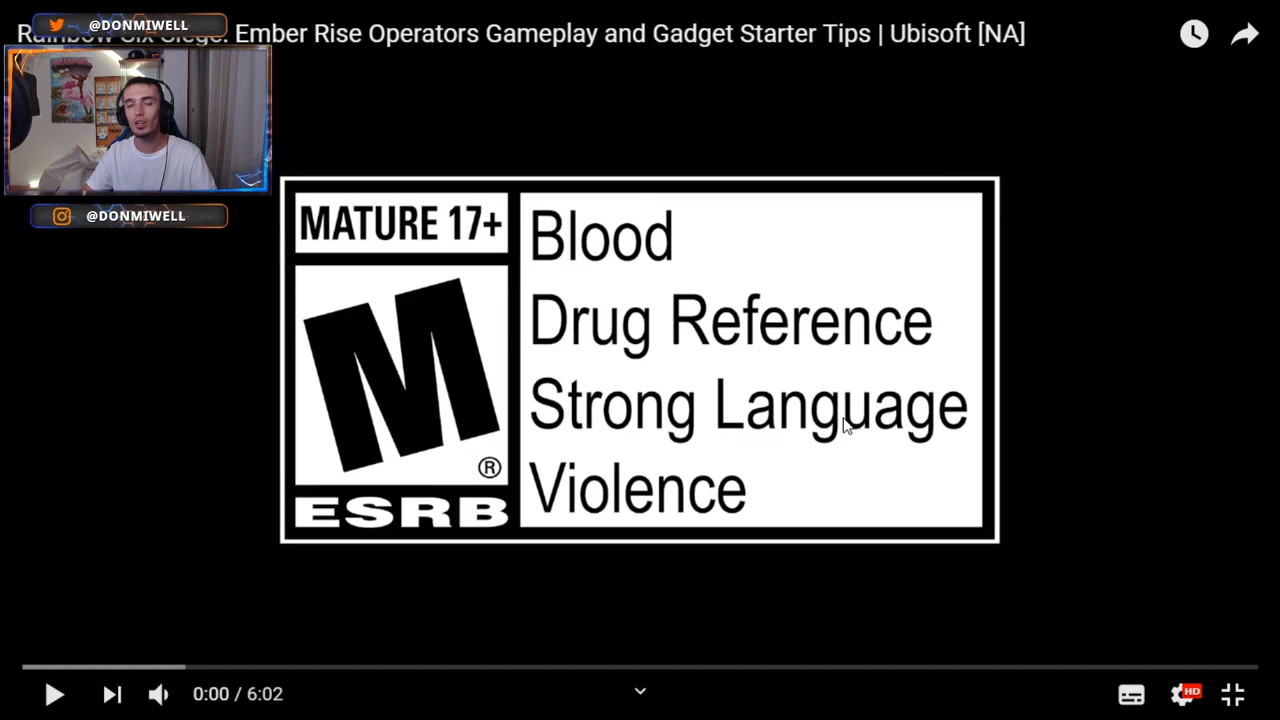 @DONMIWELL
Ember Rise Operators Gameplay and Gadget Starter Tips | Ubisoft [NA]
@DONMIWELL
MATURE 17+
M
®
ESRB
Blood
Drug Reference
Strong Language
Violence
0:00 / 6:02
HD